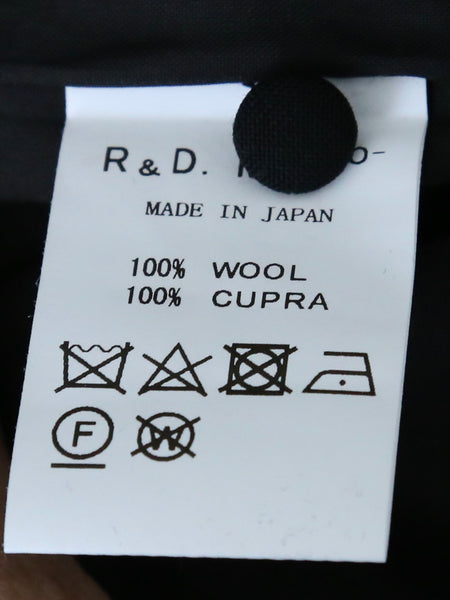 R & D.
MADE IN JAPAN
100% WOOL
100% CUPRA
F
W